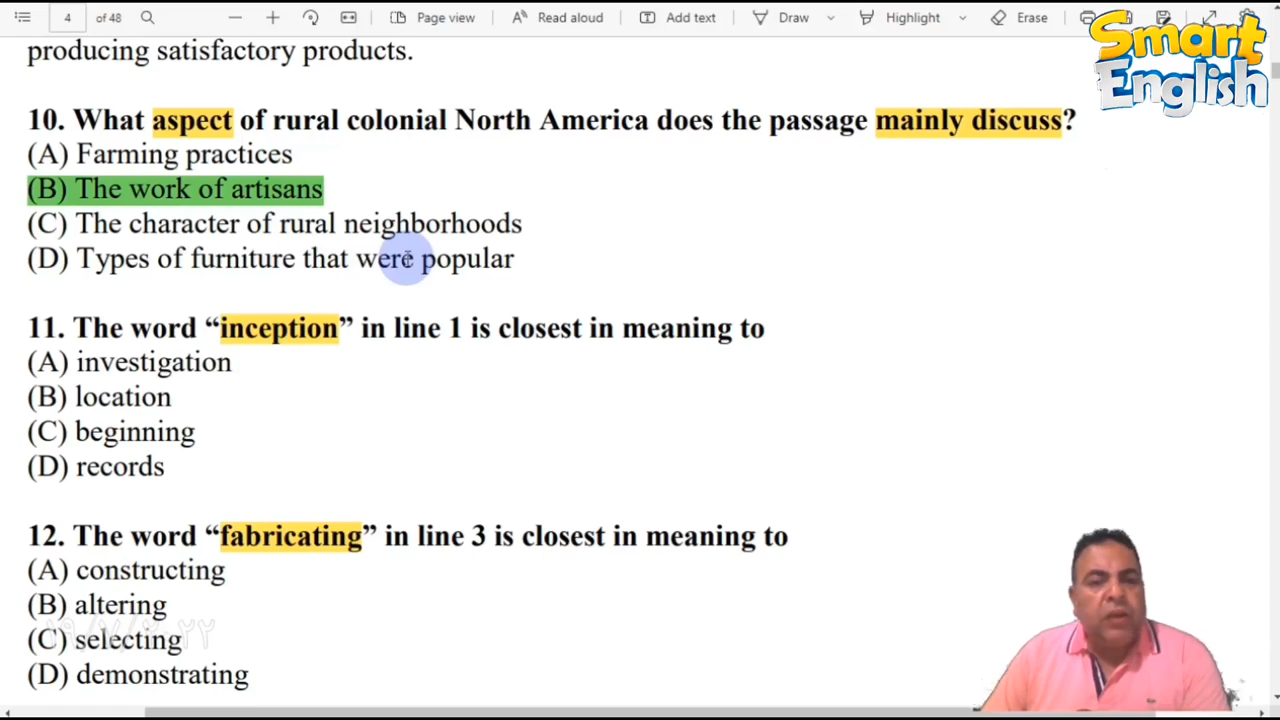 4 of 48 Page view Read aloud Add text Draw Highlight Erase
Smart
English
producing satisfactory products.
10. What aspect of rural colonial North America does the passage mainly discuss?
(A) Farming practices
(B) The work of artisans
(C) The character of rural neighborhoods
(D) Types of furniture that were popular
11. The word “inception” in line 1 is closest in meaning to
(A) investigation
(B) location
(C) beginning
(D) records
12. The word “fabricating” in line 3 is closest in meaning to
(A) constructing
(B) altering
(C) selecting
(D) demonstrating